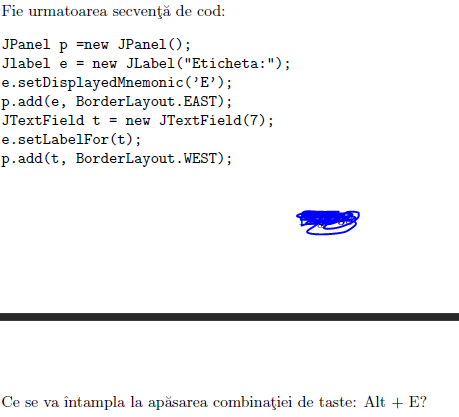 Fie urmatoarea secvenţă de cod:
JPanel p =new JPanel();
Jlabel e = new JLabel("Eticheta:");
e.setDisplayedMnemonic('E');
p.add(e, BorderLayout.EAST);
JTextField t = new JTextField(7);
e.setLabelFor(t);
p.add(t, BorderLayout.WEST);
Ce se va întampla la apăsarea combinaţiei de taste: Alt + E?